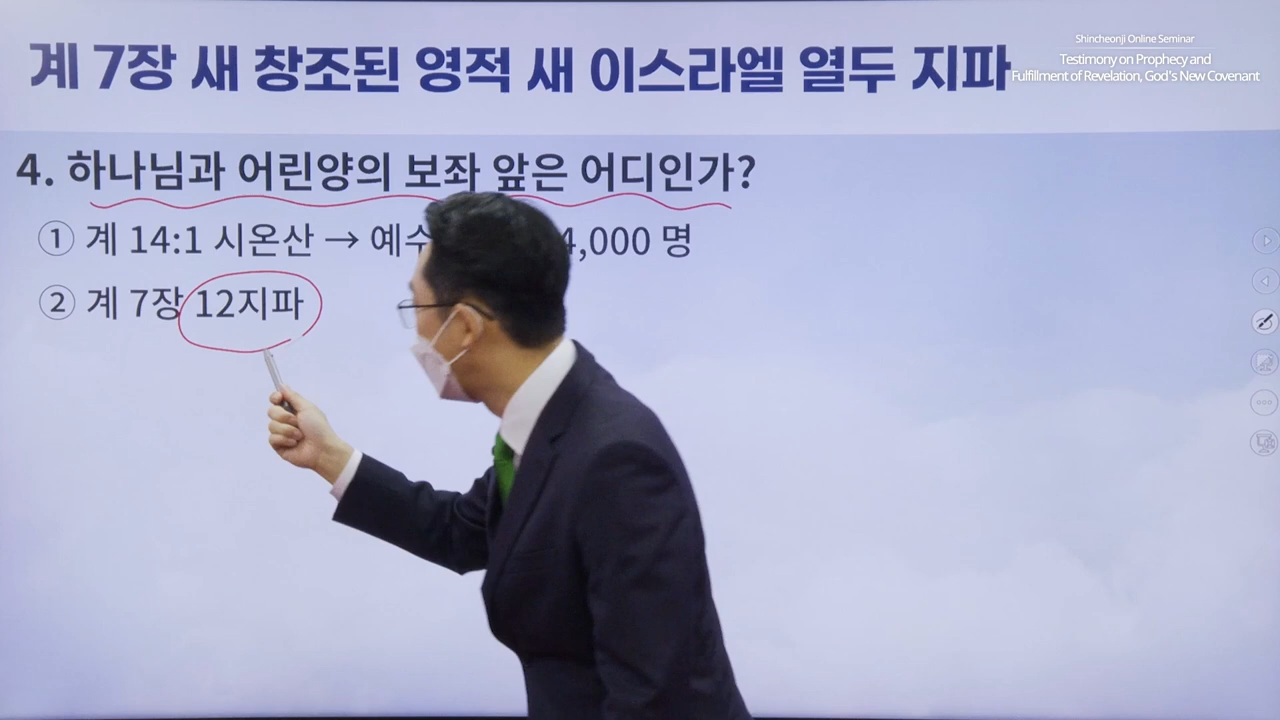 계 7장 새 창조된 영적 새 이스라엘 열두 지파
Shincheonji Online Seminar
Testimony on Prophecy and
Fulfillment of Revelation, God's New Covenant
4. 하나님과 어린양의 보좌 앞은 어디인가?
① 계 14:1 시온산 → 예수 4,000 명
② 계 7장 12지파